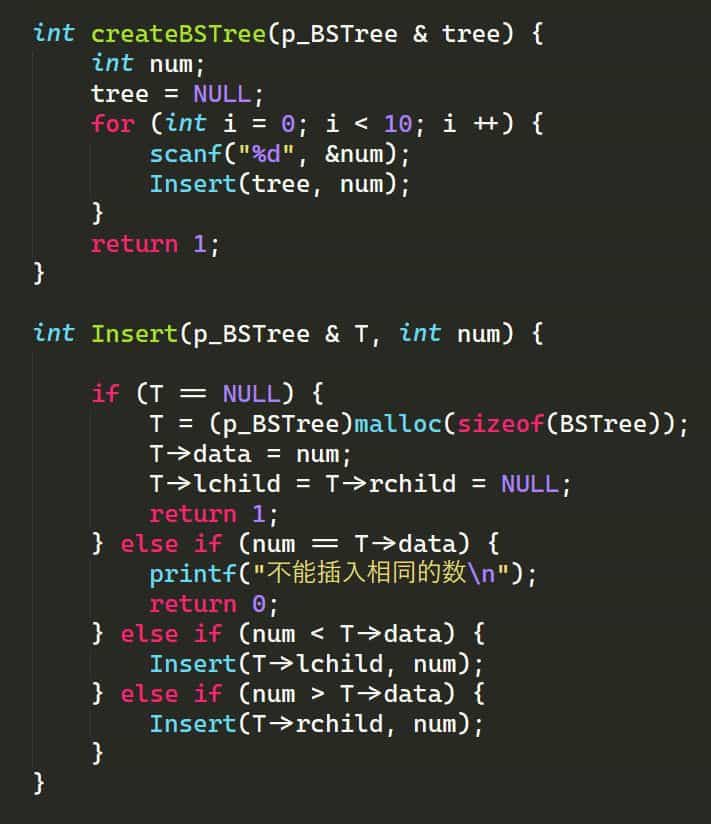 int createBSTree(p_BSTree & tree) {
    int num;
    tree = NULL;
    for (int i = 0; i < 10; i ++) {
        scanf("%d", &num);
        Insert(tree, num);
    }
    return 1;
}

int Insert(p_BSTree & T, int num) {

    if (T == NULL) {
        T = (p_BSTree)malloc(sizeof(BSTree));
        T->data = num;
        T->lchild = T->rchild = NULL;
        return 1;
    } else if (num == T->data) {
        printf("不能插入相同的数\n");
        return 0;
    } else if (num < T->data) {
        Insert(T->lchild, num);
    } else if (num > T->data) {
        Insert(T->rchild, num);
    }
}